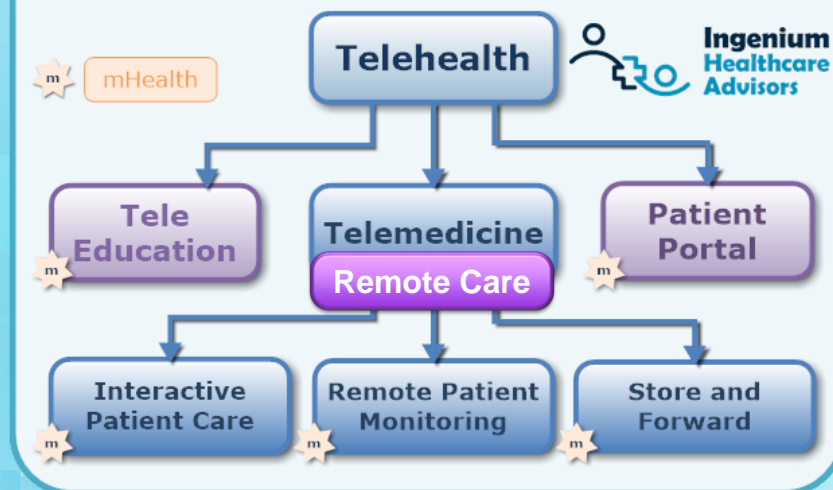 Telehealth
Ingenium
Healthcare
Advisors
m
mHealth
Tele
Education
m
Telemedicine
Remote Care
Patient
Portal
m
Interactive
Patient Care
m
Remote Patient
Monitoring
m
Store and
Forward
m